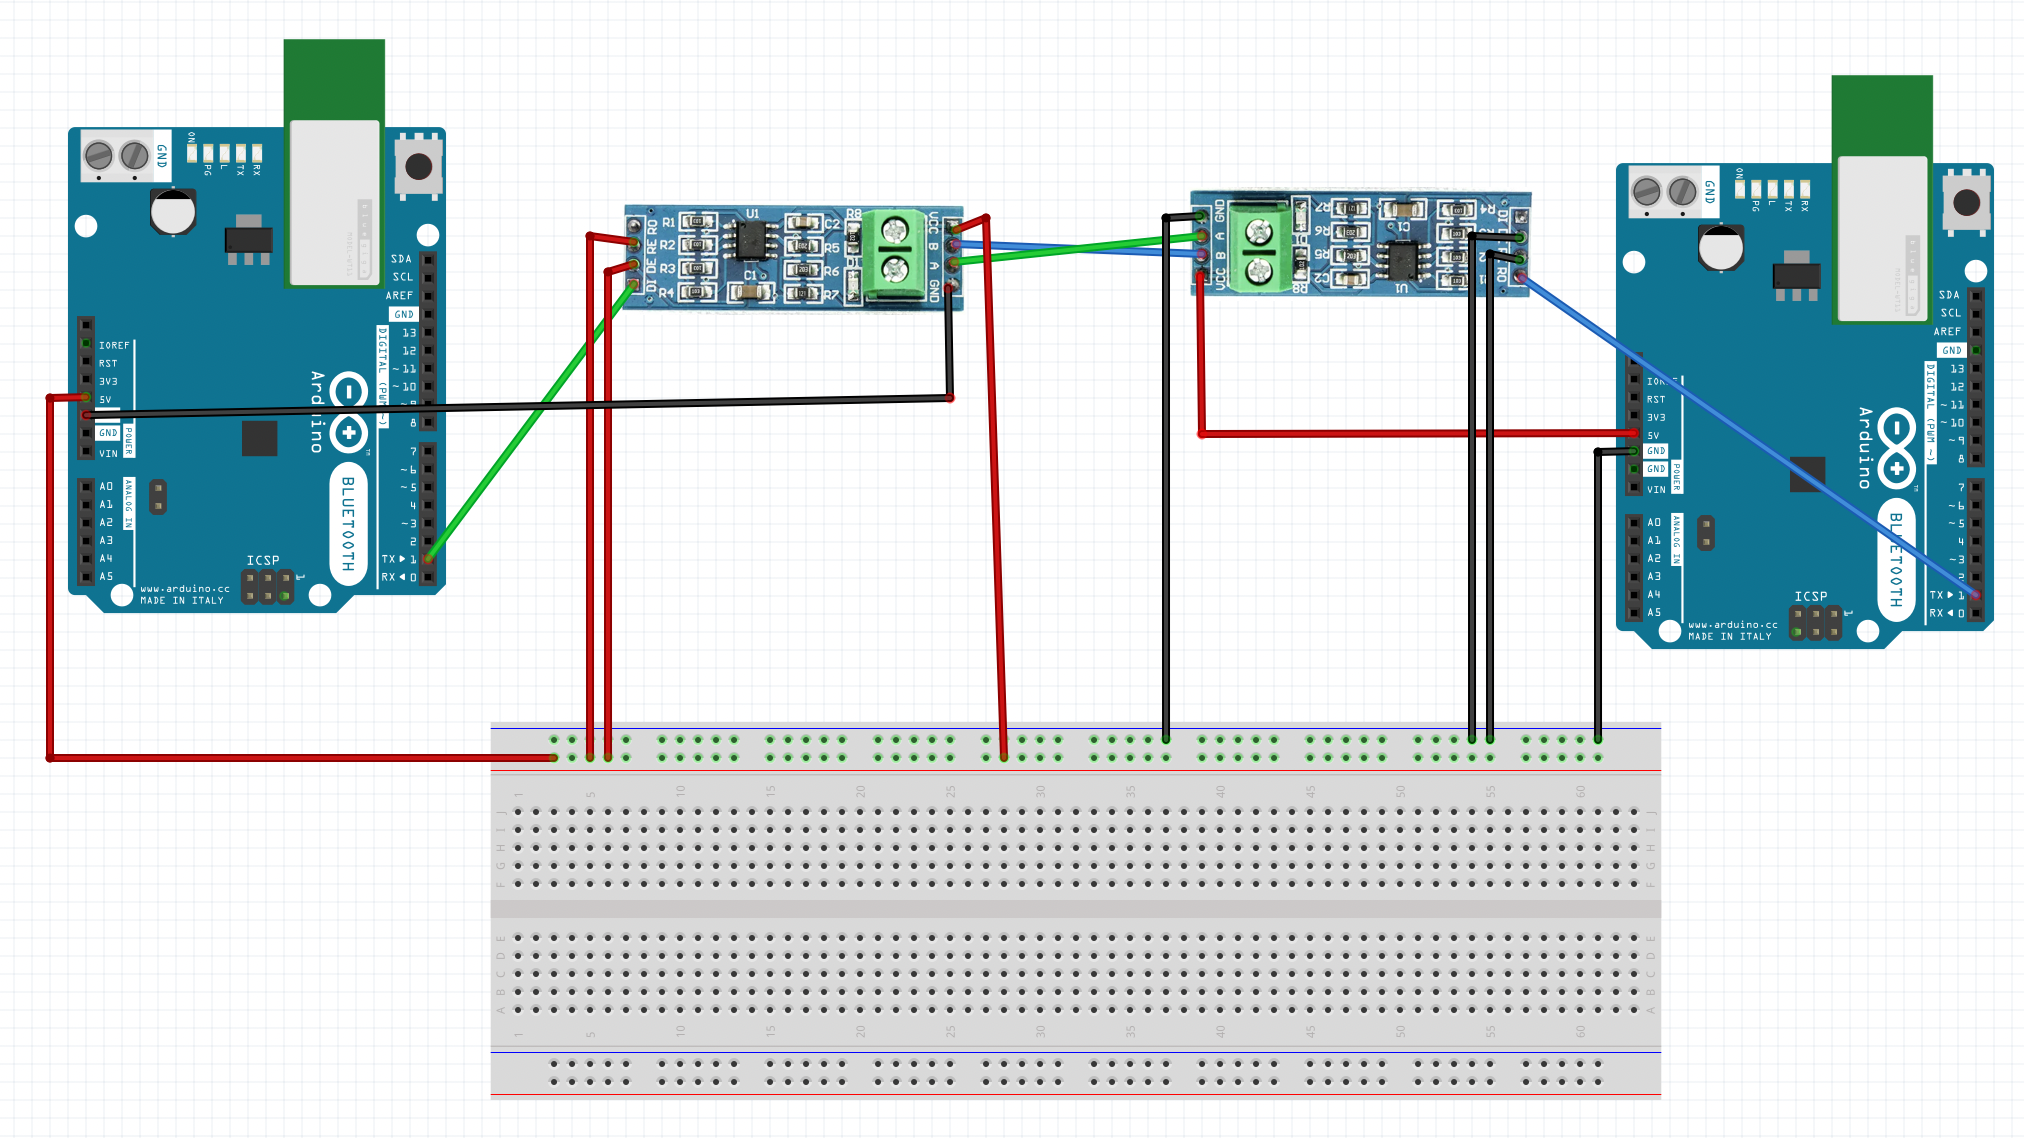 GND
ON
PG
L
TX
RX
SDA
SCL
AREF
GND
13
12
~11
~10
~9
8
7
~6
~5
4
~3
2
TX ▶ 1
RX ◀ 0
DIGITAL (PWM ~)
IOREF
RST
3V3
5V
GND
VIN
POWER
A0
A1
A2
A3
A4
A5
ANALOG IN
Arduino
TM
BLUETOOTH
ICSP
1
www.arduino.cc
MADE IN ITALY
RO
RE
DE
DI
R1
R2
R3
R4
U1
C1
C2
R5
R6
R7
R8
VCC
B
A
GND
GND
A
B
VCC
R7
R6
R5
C2
R8
C1
U1
R4
DI
RO
GND
ON
PG
L
TX
RX
SDA
SCL
AREF
GND
13
12
~11
~10
~9
8
7
~6
~5
4
~3
2
TX ▶ 1
RX ◀ 0
DIGITAL (PWM ~)
RST
3V3
5V
GND
GND
VIN
POWER
A0
A1
A2
A3
A4
A5
ANALOG IN
Arduino
TM
BLUETOOTH
ICSP
1
www.arduino.cc
MADE IN ITALY
1 5 10 15 20 25 30 35 40 45 50 55 60
J J
I I
H H
G G
F F
E E
D D
C C
B B
A A
1 5 10 15 20 25 30 35 40 45 50 55 60